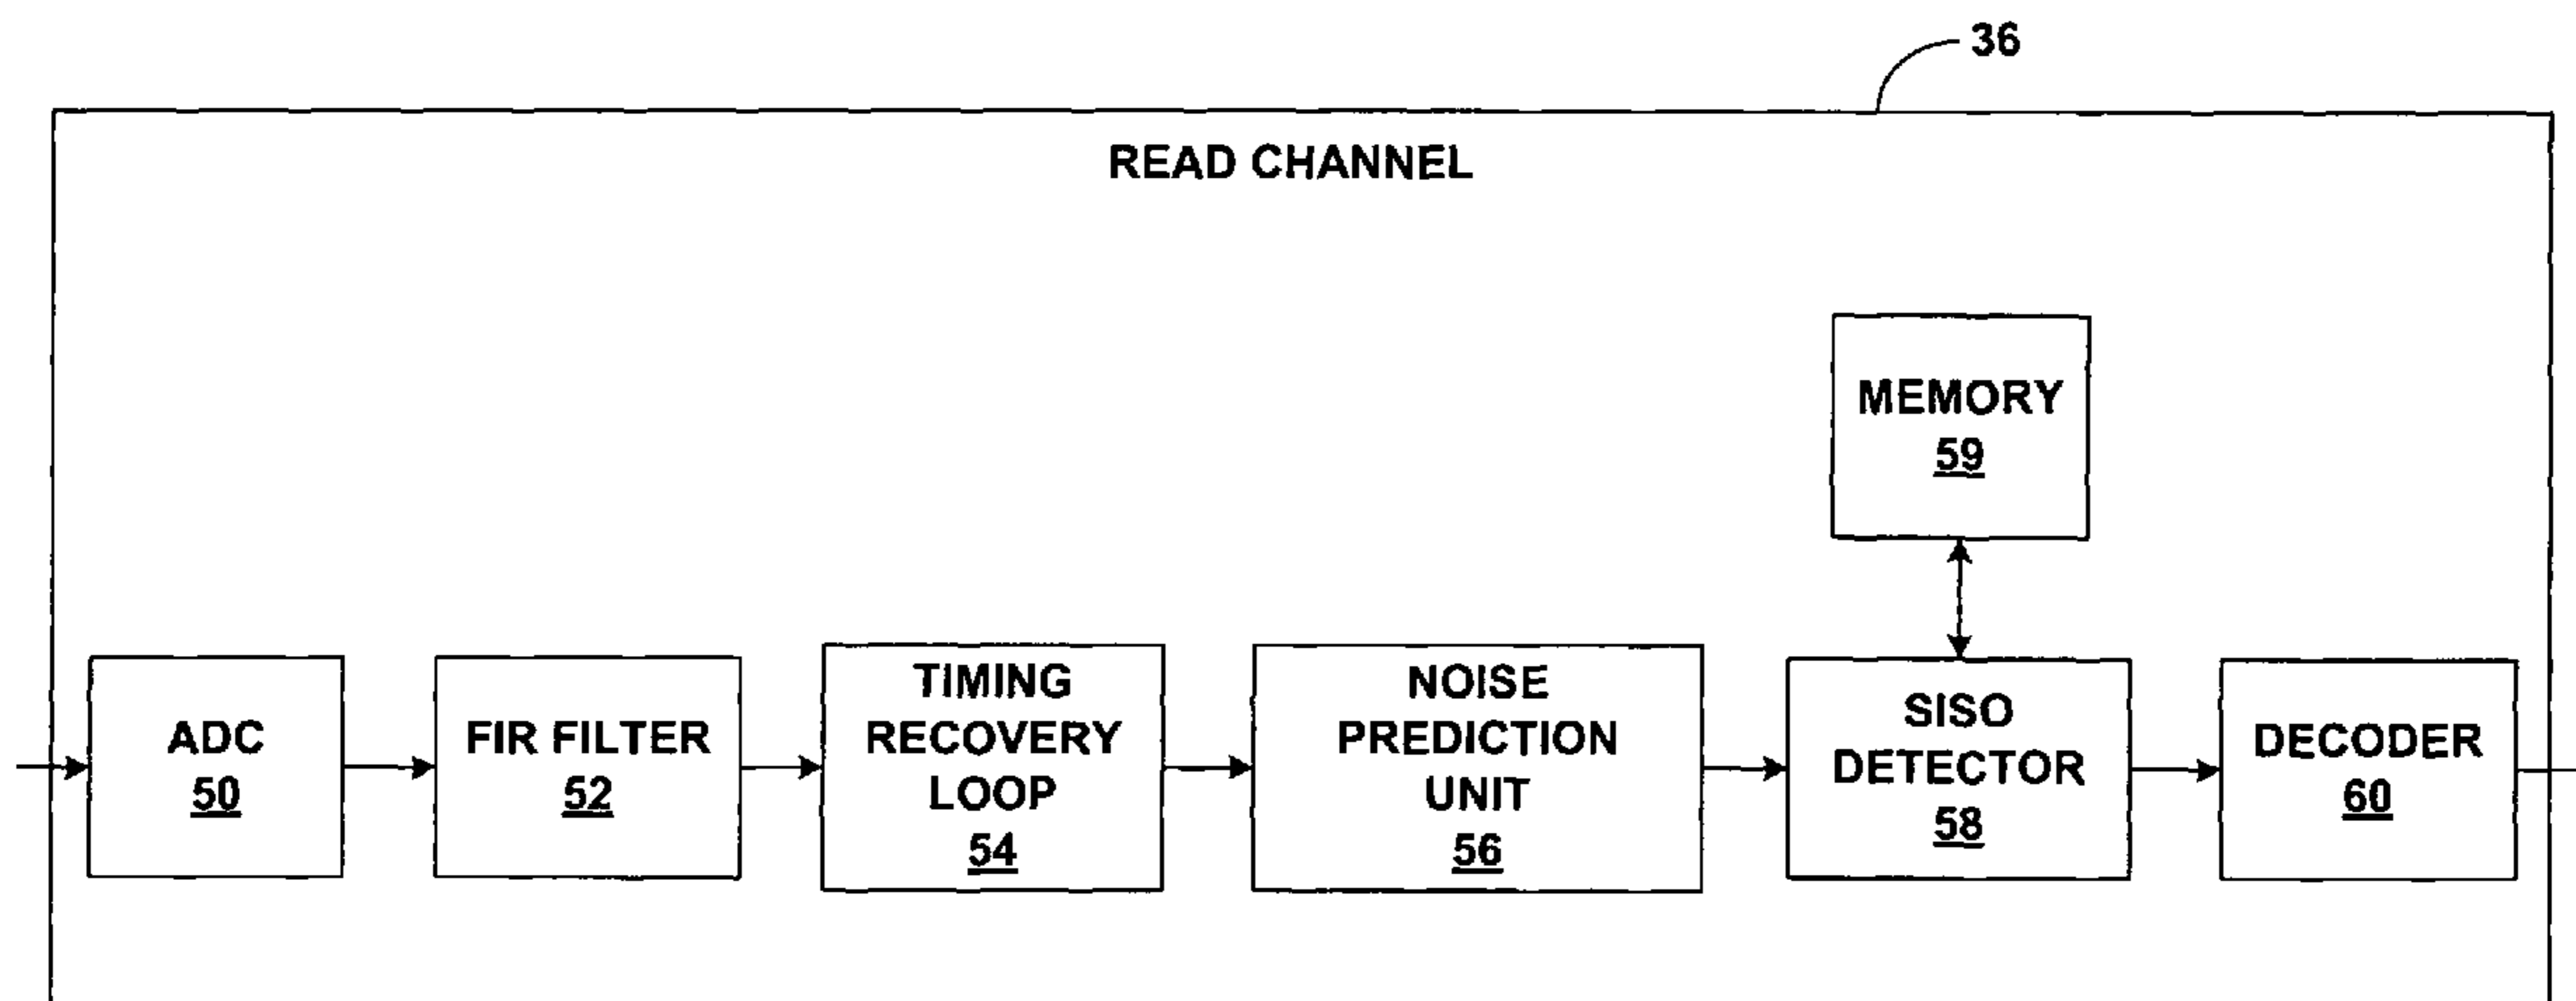 36
READ CHANNEL
MEMORY
59
ADC
50
FIR FILTER
52
TIMING
RECOVERY
LOOP
54
NOISE
PREDICTION
UNIT
56
SISO
DETECTOR
58
DECODER
60